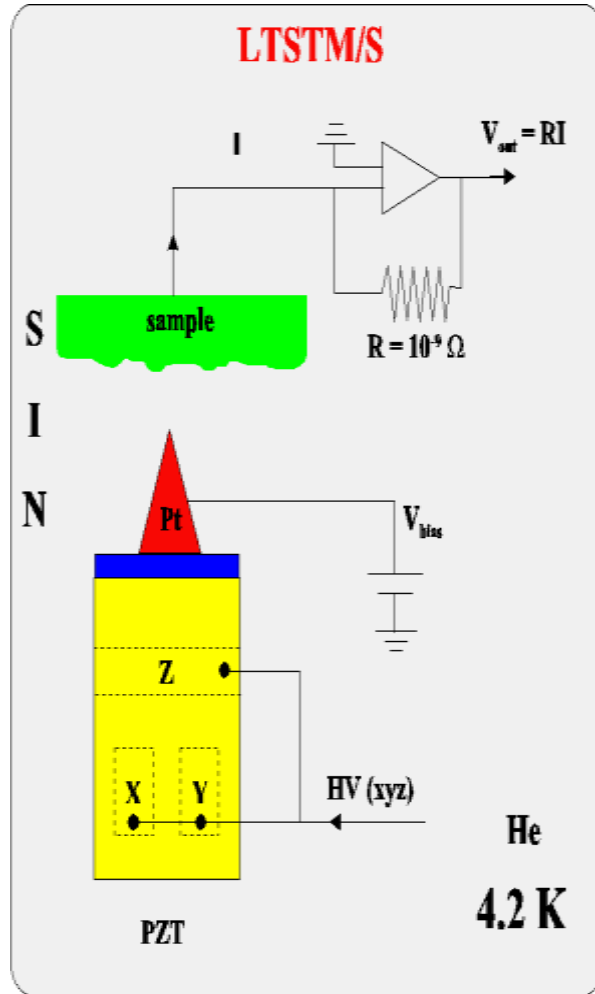 LTSTM/S
I
V_out = RI
sample
S
R = 10⁻⁹ Ω
I
N
Pt
V_bias
Z
X
Y
HV (xyz)
He
4.2 K
PZT